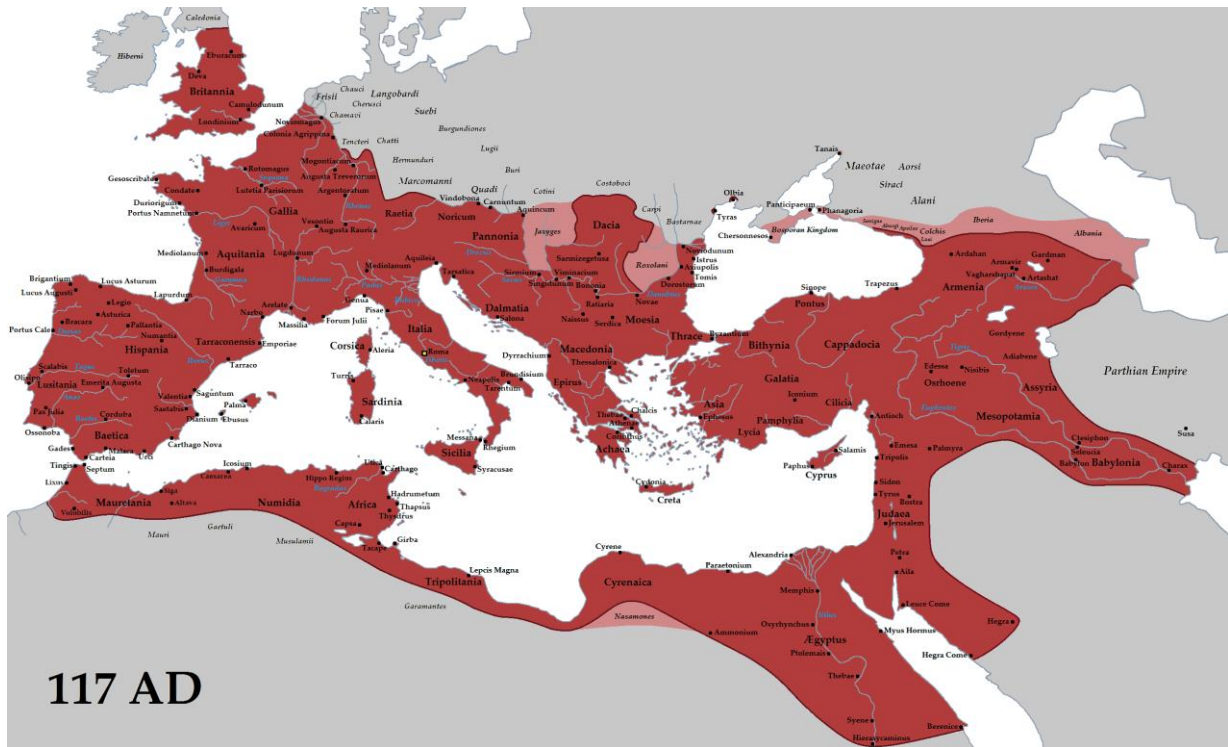 Caledonia
Hiberni
Eburacum
Deva
Britannia
Camulodunum
Londinium
Frisii
Chauci
Cherusci
Chamavi
Langobardi
Suebi
Noviomagus
Colonia Agrippina
Tencteri
Chatti
Burgundiones
Lugii
Buri
Hermunduri
Marcomanni
Quadi
Cotini
Costoboci
Carpi
Bastarnae
Tanais
Maeotae
Aorsi
Siraci
Alani
Olbia
Tyras
Panticipaeum
Phanagoria
Chersonnesos
Bosporan Kingdom
Iberia
Albania
Colchis
Gesoscribate
Condate
Rotomagus
Lutetia Parisiorum
Mogontiacum
Augusta Treverorum
Argentoratum
Duriorigum
Portus Namnetum
Gallia
Avaricum
Vesontio
Augusta Raurica
Raetia
Noricum
Vindobona
Carnuntum
Aquincum
Pannonia
Jasyges
Dacia
Sarmizegetusa
Roxolani
Noviodunum
Istrus
Axiopolis
Tomis
Dorostorum
Mediolanum
Aquitania
Lugdunum
Burdigala
Mediolanum
Aquileia
Tarsatica
Sirmium
Singidunum
Viminacium
Bononia
Ratiaria
Novae
Naissus
Serdica
Moesia
Dalmatia
Salona
Brigantium
Lucus Augusti
Lucus Asturum
Lapurdum
Legio
Asturica
Bracara
Pallantia
Numantia
Portus Cale
Hispania
Tarraconensis
Narbo
Arelate
Massilia
Forum Julii
Genua
Pisae
Emporiae
Tarraco
Scalabis
Toletum
Olisipo
Lusitania
Emerita Augusta
Saguntum
Valentia
Saetabis
Palma
Dianium
Ebusus
Pax Julia
Corduba
Ossonoba
Baetica
Carthago Nova
Gades
Malaca
Urci
Carteia
Tingis
Septum
Lixus
Volubilis
Mauretania
Siga
Altava
Icosium
Caesarea
Numidia
Hippo Regius
Utica
Carthago
Africa
Hadrumetum
Thapsus
Thysdrus
Capsa
Tacape
Girba
Mauri
Gaetuli
Musulamii
Garamantes
Tripolitania
Lepcis Magna
Corsica
Aleria
Italia
Roma
Turris
Sardinia
Calaris
Neapolis
Brundisium
Tarentum
Messana
Rhegium
Sicilia
Syracusae
Dyrrachium
Macedonia
Thessalonica
Epirus
Thrace
Byzantium
Thebae
Chalcis
Athenae
Corinthus
Achaea
Cydonia
Creta
Bithynia
Pontus
Sinope
Trapezus
Cappadocia
Galatia
Iconium
Asia
Ephesus
Lycia
Pamphylia
Cilicia
Antioch
Salamis
Paphus
Cyprus
Ardahan
Armavir
Vagharshapat
Gardman
Artashat
Armenia
Gordyene
Adiabene
Tigris
Edessa
Osrhoene
Nisibis
Assyria
Mesopotamia
Parthian Empire
Susa
Ctesiphon
Seleucia
Babylon
Babylonia
Charax
Emesa
Palmyra
Tripolis
Sidon
Tyrus
Bostra
Judaea
Jerusalem
Petra
Aila
Leuce Come
Hegra
Hegra Come
Cyrene
Cyrenaica
Paraetonium
Alexandria
Nasamones
Ammonium
Memphis
Oxyrhynchus
Nilus
Ægyptus
Ptolemais
Myus Hormus
Thebae
Syene
Hierasycaminus
Berenice
117 AD